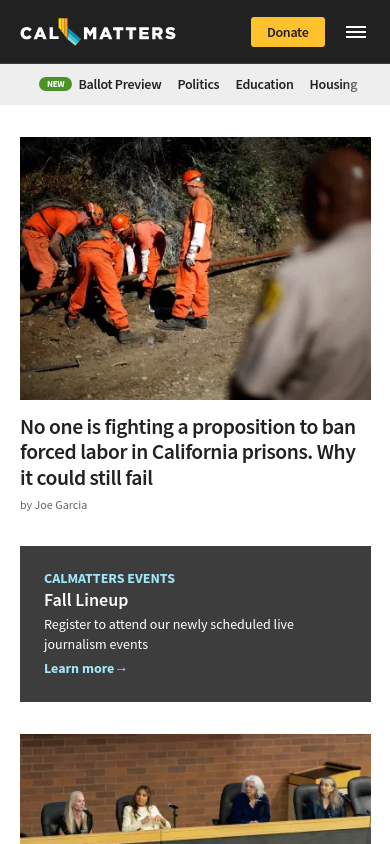 CAL MATTERS
Donate
NEW Ballot Preview Politics Education Housing
No one is fighting a proposition to ban
forced labor in California prisons. Why
it could still fail
by Joe Garcia
CALMATTERS EVENTS
Fall Lineup
Register to attend our newly scheduled live
journalism events
Learn more→